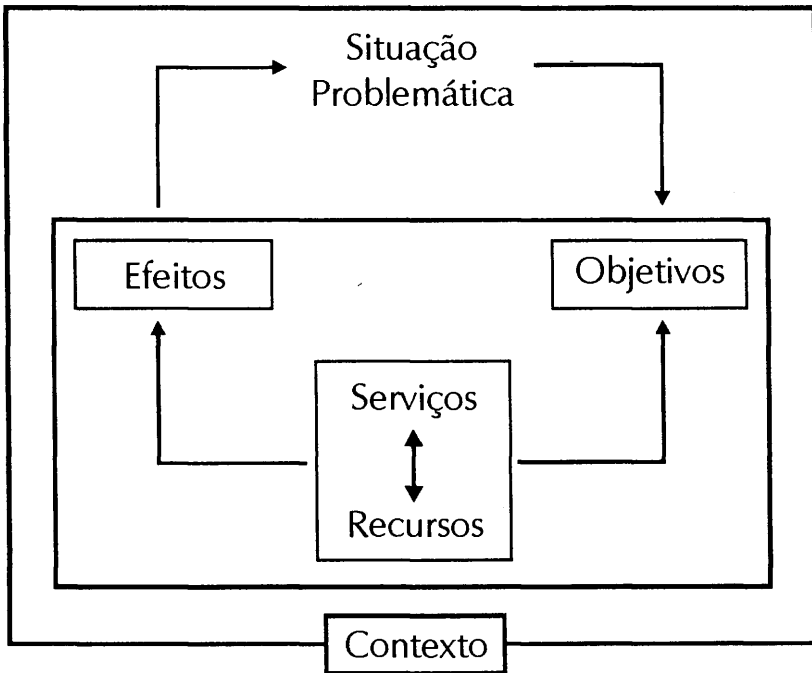 Situação
Problemática
Efeitos
Objetivos
Serviços
Recursos
Contexto